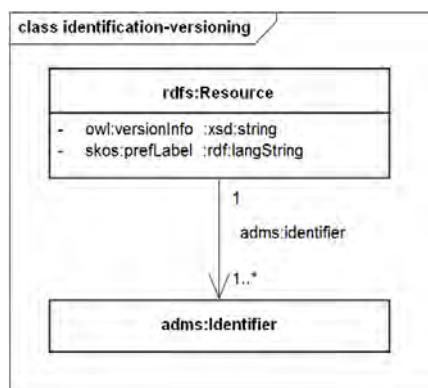 class identification-versioning
rdfs:Resource
- owl:versionInfo :xsd:string
- skos:prefLabel :rdf:langString
1
adms:identifier
1..*
adms:Identifier